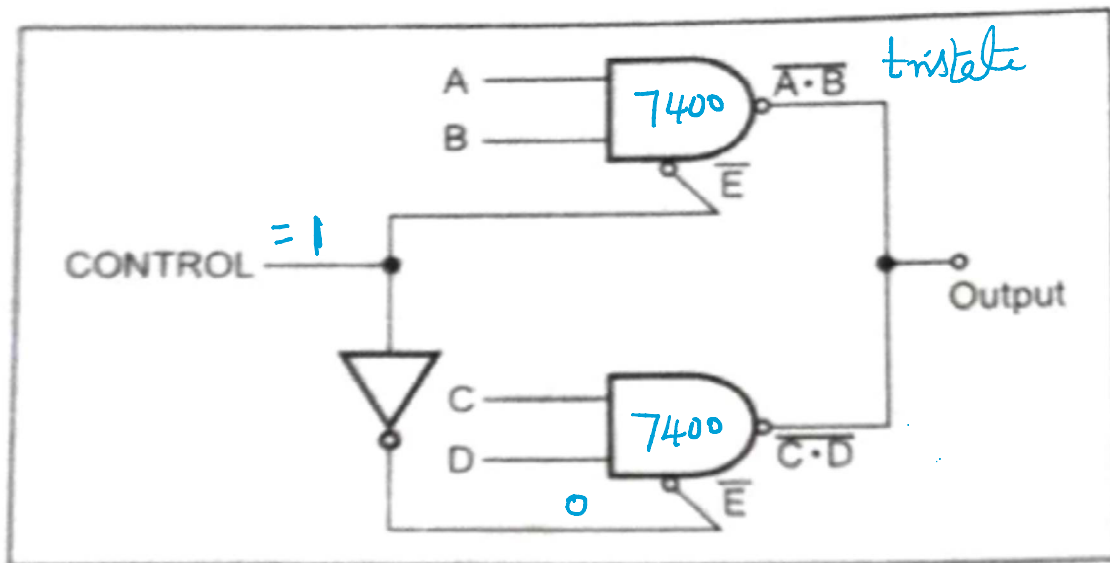 tristate
A
7400
A·B
B
E
= 1
CONTROL
Output
C
7400
C·D
D
0
E